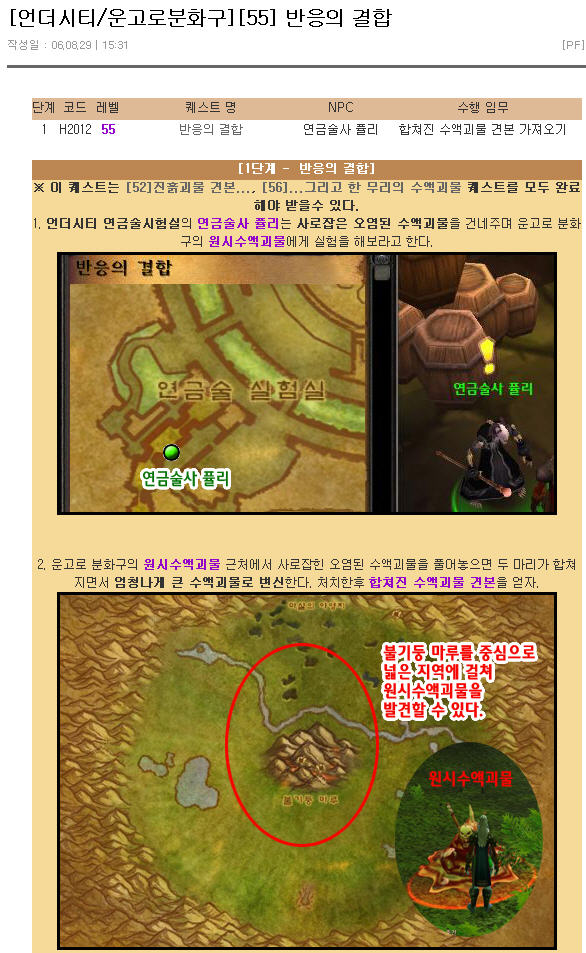 [언더시티/운고로분화구][55] 반응의 결합
작성일 : 06.08.29 | 15:31 [PF]
단계 코드 레벨 퀘스트 명 NPC 수행 임무
1 H2012 55 반응의 결합 연금술사 퓰리 합쳐진 수액괴물 견본 가져오기
[1단계 - 반응의 결합]
※ 이 퀘스트는 [52]진흙괴물 견본..., [56]...그리고 한 무리의 수액괴물 퀘스트를 모두 완료
해야 받을수 있다.
1. 언더시티 연금술시험실의 연금술사 퓰리는 사로잡은 오염된 수액괴물을 건네주며 운고로 분화
구의 원시수액괴물에게 실험을 해보라고 한다.
반응의 결합
연금술 실험실
연금술사 퓰리
연금술사 퓰리
2. 운고로 분화구의 원시수액괴물 근처에서 사로잡힌 오염된 수액괴물을 풀어놓으면 두 마리가 합쳐
지면서 엄청나게 큰 수액괴물로 변신한다. 처치한후 합쳐진 수액괴물 견본을 얻자.
불기둥 마루를 중심으로
넓은 지역에 걸쳐
원시수액괴물을
발견할 수 있다.
원시수액괴물
불기둥 마루